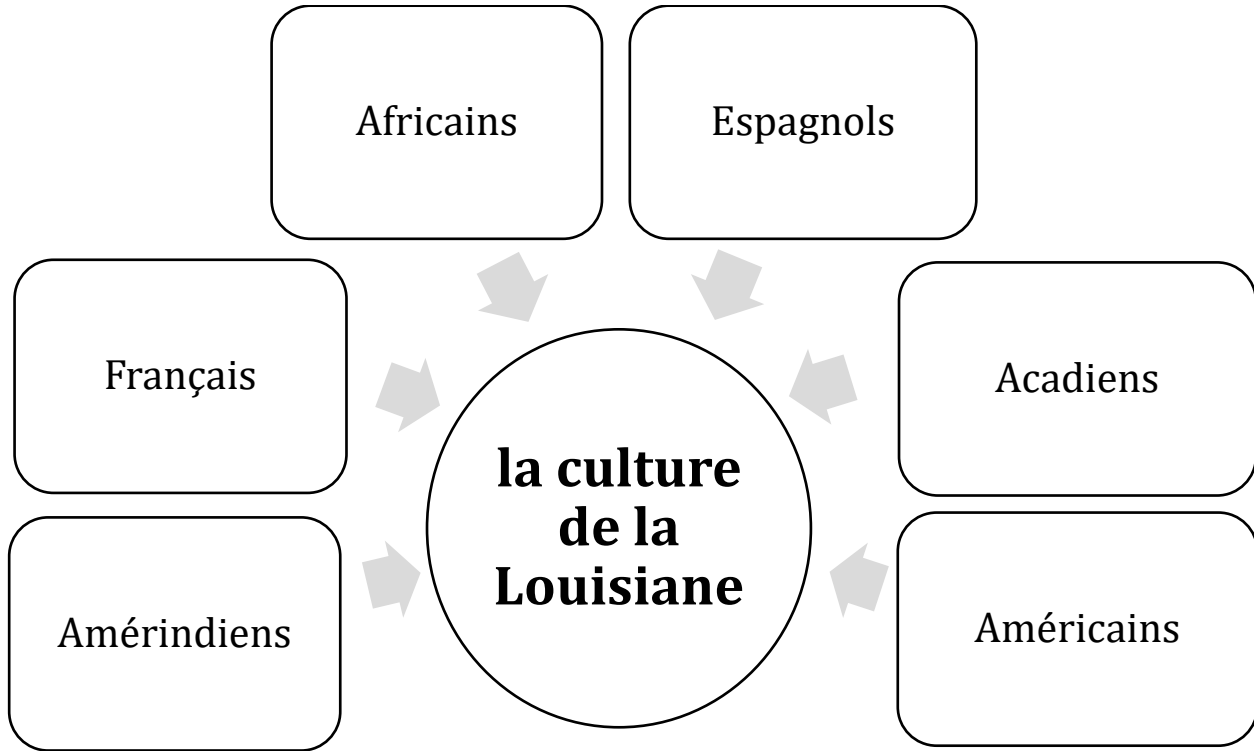 Africains
Espagnols
Français
Acadiens
la culture
de la
Louisiane
Amérindiens
Américains